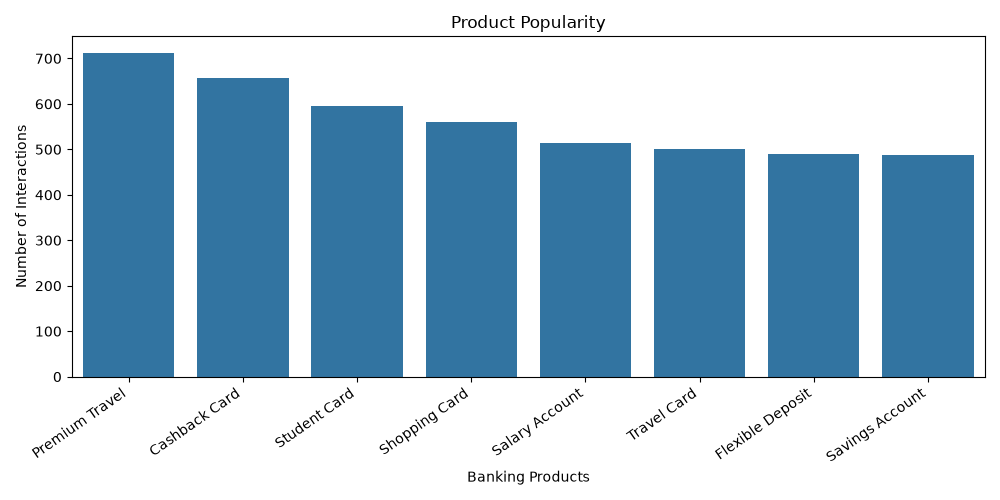 Product Popularity
Number of Interactions
700
600
500
400
300
200
100
0
Premium Travel
Cashback Card
Student Card
Shopping Card
Salary Account
Travel Card
Flexible Deposit
Savings Account
Banking Products